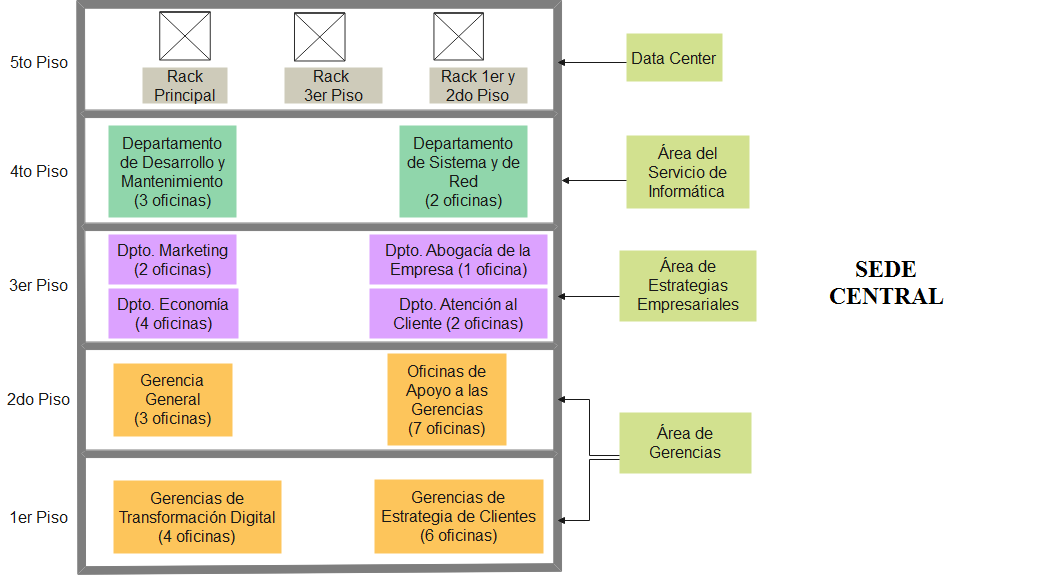 5to Piso
Rack
Principal
Rack
3er Piso
Rack 1er y
2do Piso
Data Center
4to Piso
Departamento
de Desarrollo y
Mantenimiento
(3 oficinas)
Departamento
de Sistema y de
Red
(2 oficinas)
Área del
Servicio de
Informática
3er Piso
Dpto. Marketing
(2 oficinas)
Dpto. Abogacía de la
Empresa (1 oficina)
Dpto. Economía
(4 oficinas)
Dpto. Atención al
Cliente (2 oficinas)
Área de
Estrategias
Empresariales
SEDE
CENTRAL
2do Piso
Gerencia
General
(3 oficinas)
Oficinas de
Apoyo a las
Gerencias
(7 oficinas)
Área de
Gerencias
1er Piso
Gerencias de
Transformación Digital
(4 oficinas)
Gerencias de
Estrategia de Clientes
(6 oficinas)